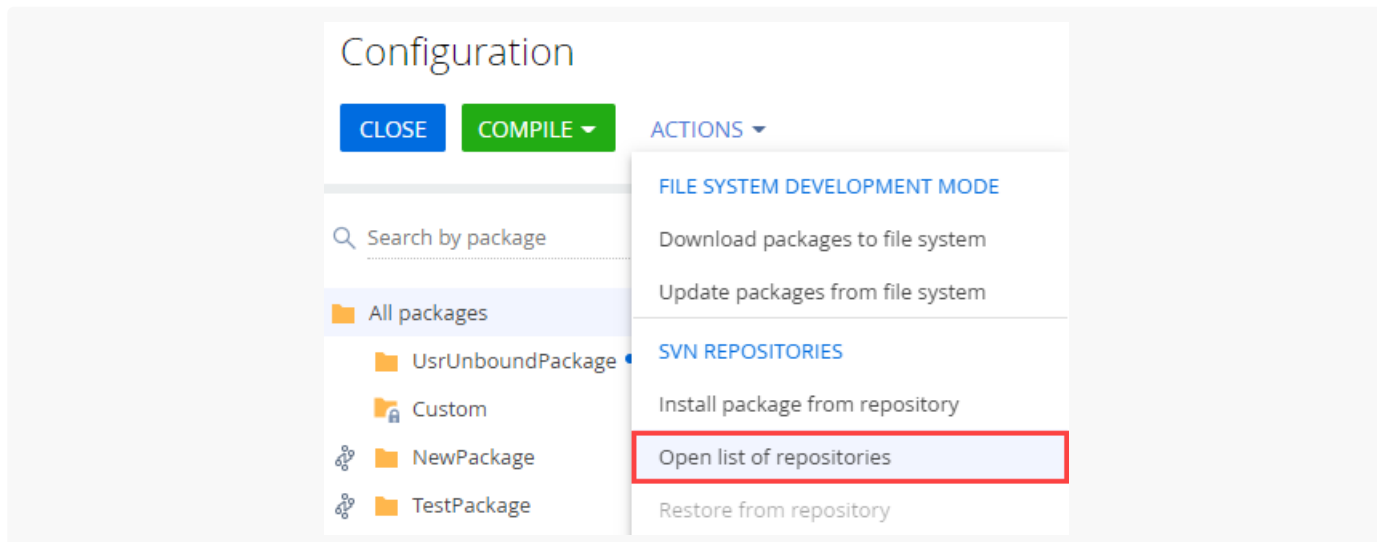 Configuration
CLOSE COMPILE ACTIONS
FILE SYSTEM DEVELOPMENT MODE
Search by package
Download packages to file system
Update packages from file system
All packages
SVN REPOSITORIES
UsrUnboundPackage
Install package from repository
Custom
Open list of repositories
NewPackage
TestPackage
Restore from repository